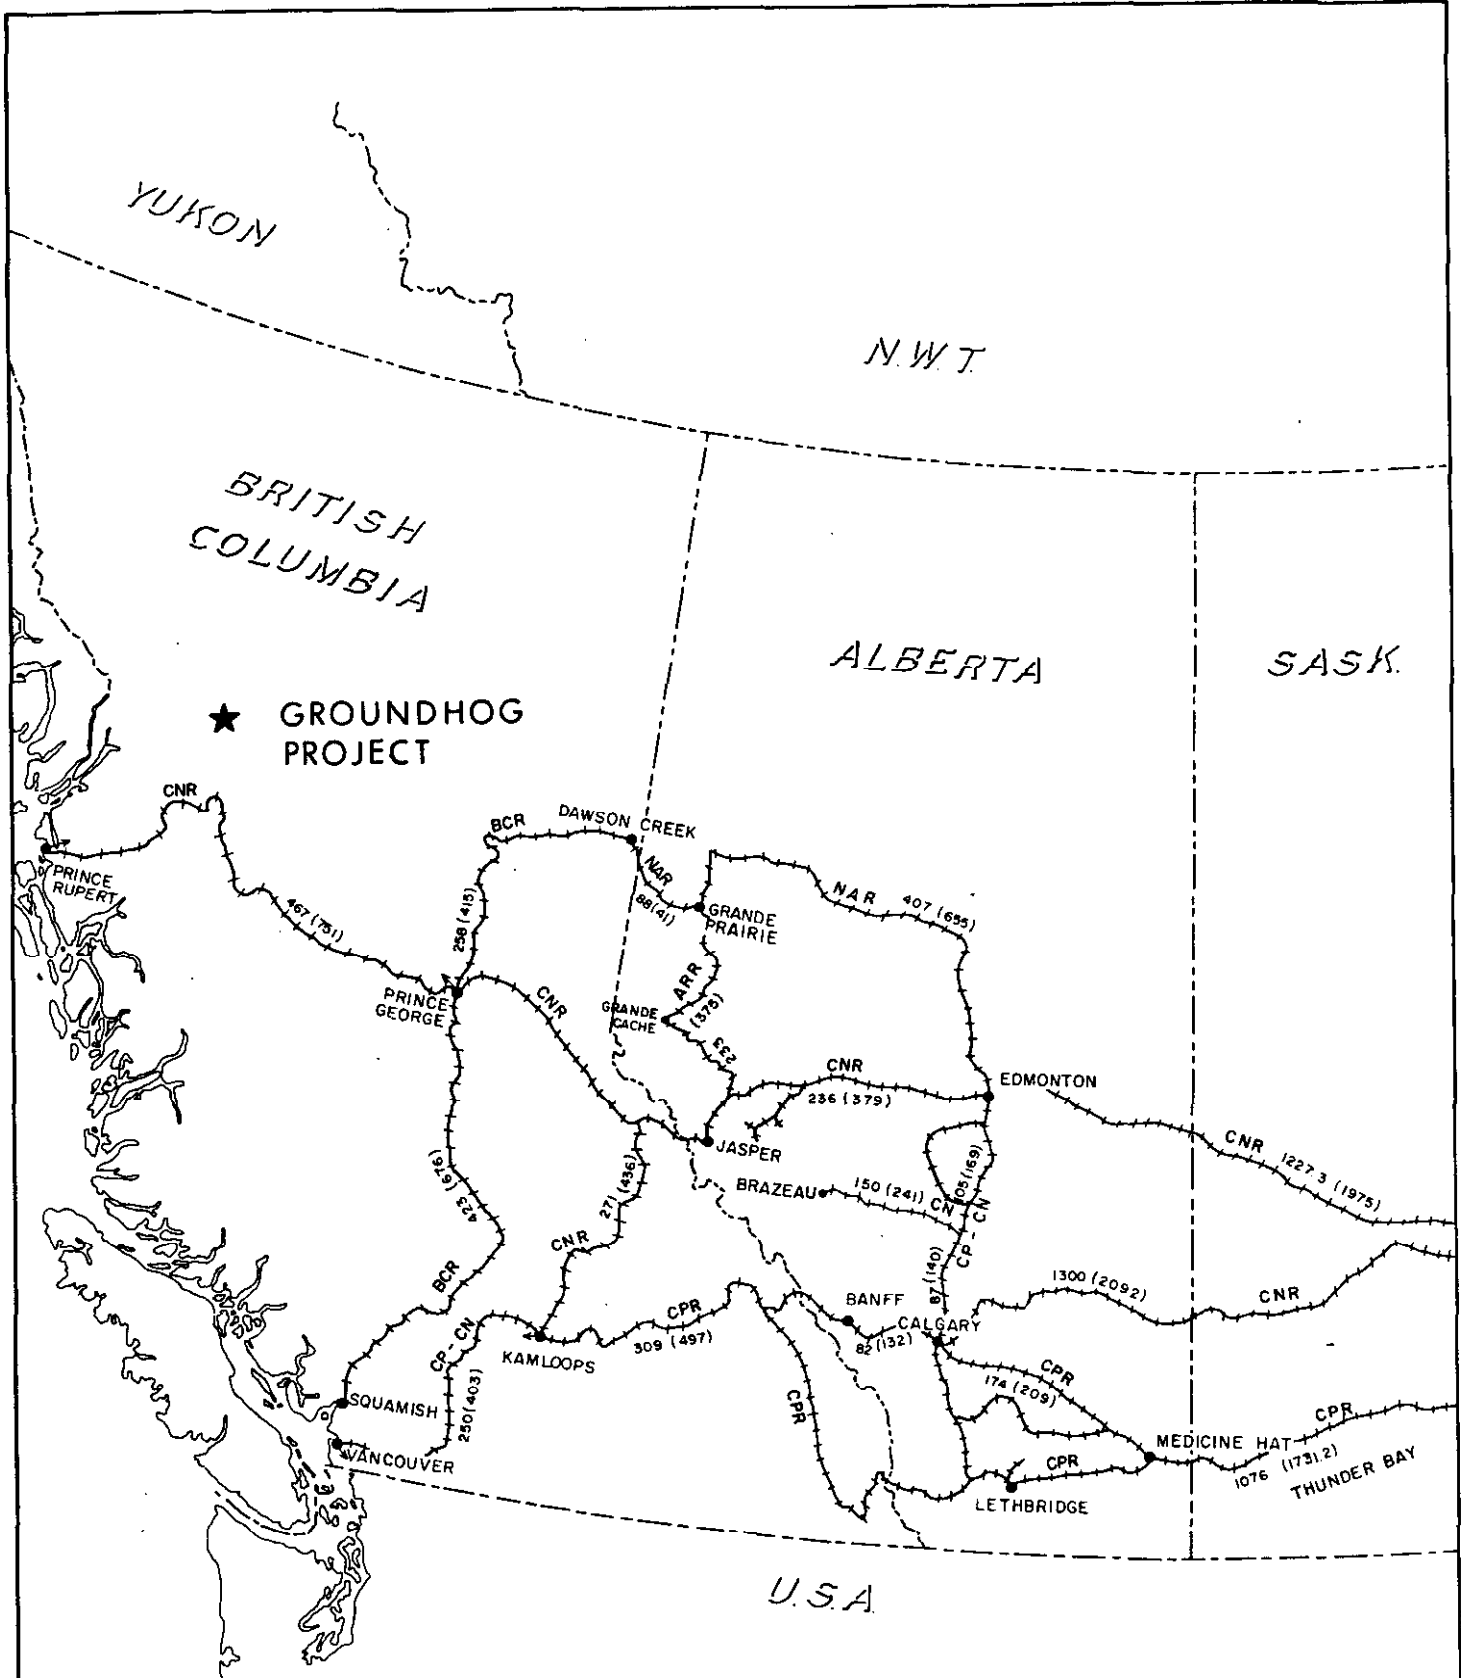 YUKON
N.W.T.
BRITISH
COLUMBIA
ALBERTA
SASK.
GROUNDHOG
PROJECT
CNR
BCR
DAWSON CREEK
PRINCE
RUPERT
NAR
88(41)
GRANDE
PRAIRIE
NAR
407 (655)
467 (751)
258 (415)
PRINCE
GEORGE
CNR
ARR
(375)
GRANDE
CACHE
233
CNR
236 (379)
EDMONTON
JASPER
CNR
1227.3 (1975)
BRAZEAU
150 (241)
CN
105 (169)
CP-CN
423 (676)
271 (436)
CNR
BCR
87 (140)
1300 (2092)
CNR
BANFF
CALGARY
82 (132)
CPR
309 (497)
CP-CN
KAMLOOPS
250 (403)
CPR
CPR
174 (209)
SQUAMISH
VANCOUVER
CPR
MEDICINE HAT
CPR
1076 (1731.2)
THUNDER BAY
LETHBRIDGE
U.S.A.